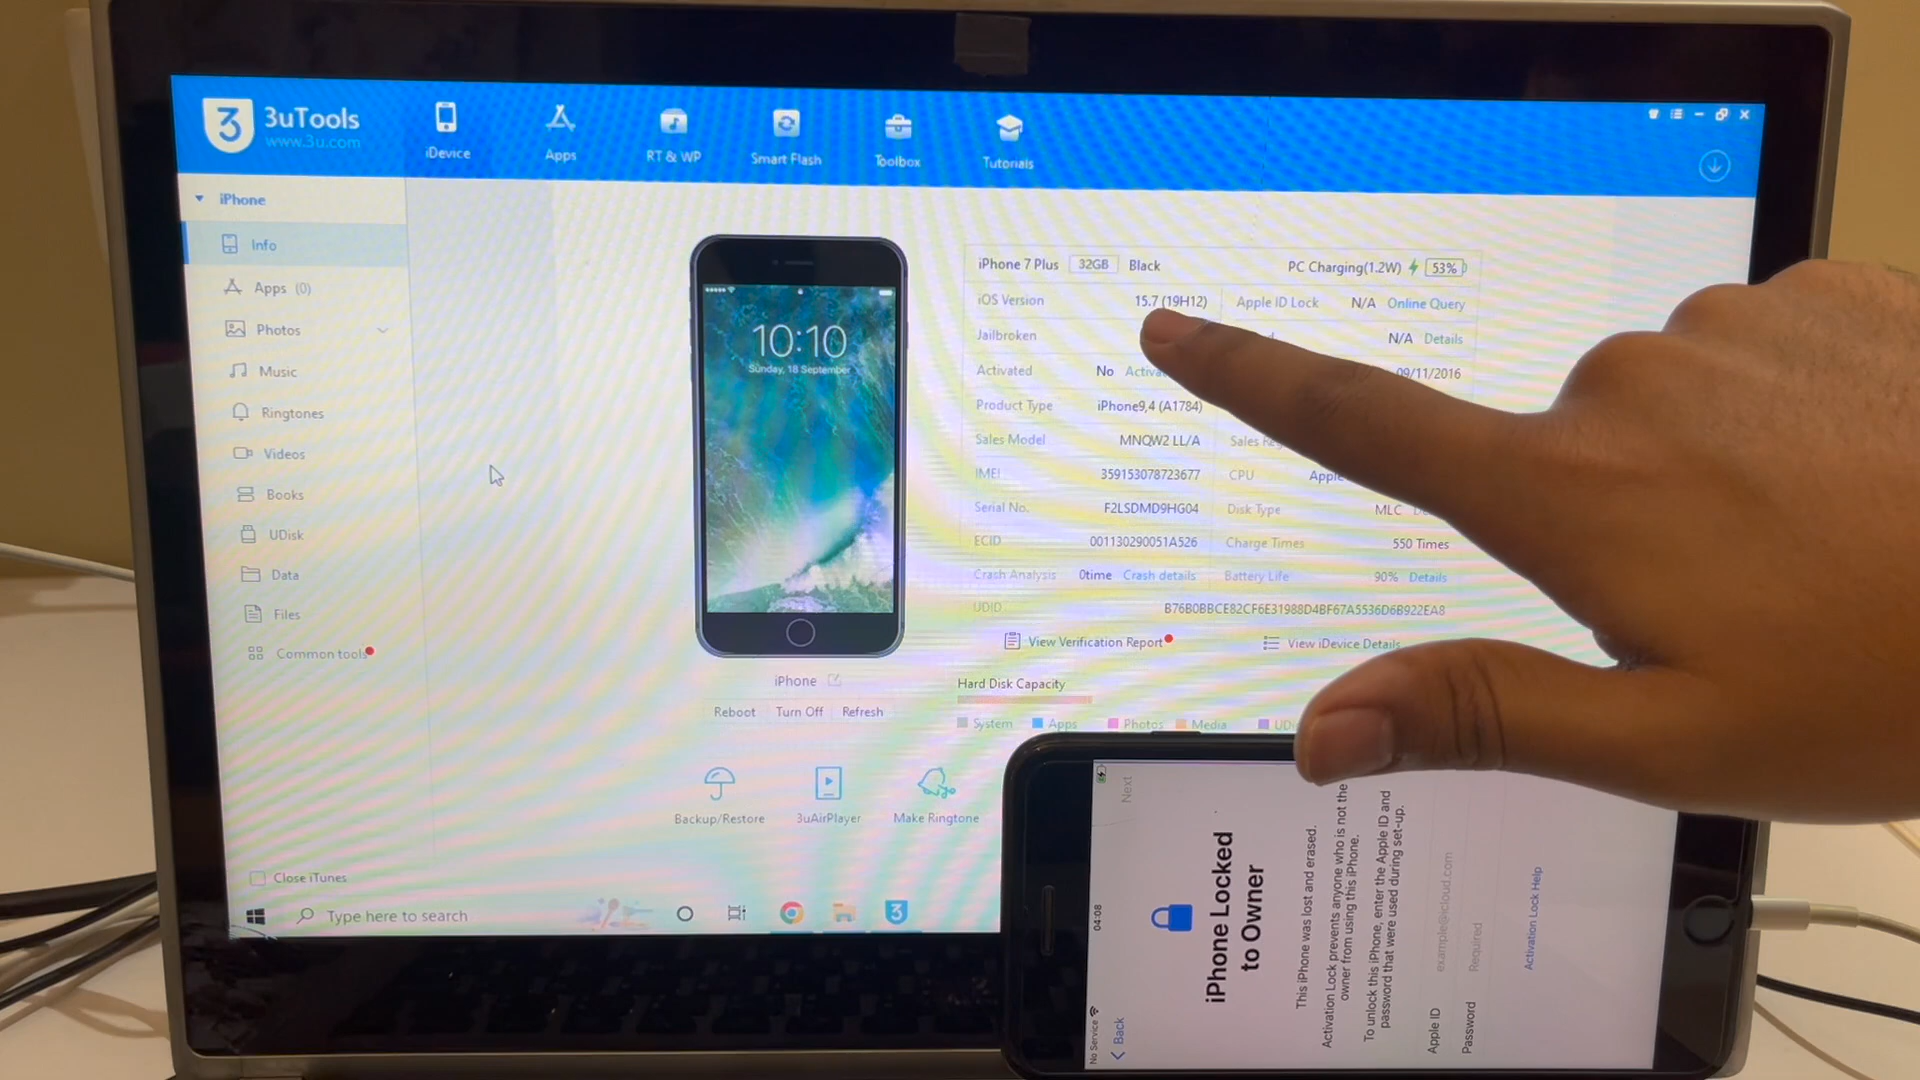 3 3uTools
www.3u.com
iDevice
Apps
RT & WP
Smart Flash
Toolbox
Tutorials
iPhone
Info
Apps (0)
Photos
Music
Ringtones
Videos
Books
UDisk
Data
Files
Common tools
Close iTunes
10:10
Sunday, 18 September
iPhone
Reboot Turn Off Refresh
Backup/Restore
3uAirPlayer
Make Ringtone
iPhone 7 Plus 32GB Black PC Charging(1.2W) 53%
iOS Version 15.7 (19H12) Apple ID Lock N/A Online Query
Jailbroken N/A Details
Activated No 09/11/2016
Product Type iPhone9,4 (A1784)
Sales Model MNQW2 LL/A Sales
IMEI 359153078723677 CPU Apple
Serial No. F2LSDMD9HG04 Disk Type MLC
ECID 001130290051A526 Charge Times 550 Times
Crash Analysis 0time Crash details Battery Life 90% Details
UDID B76B0BBCE82CF6E31988D4BF67A5536D6B922EA8
View Verification Report View iDevice Details
Hard Disk Capacity
System Apps Photos Media
Type here to search
3
No Service 04:08
Back Next
iPhone Locked
to Owner
This iPhone was lost and erased.
Activation Lock prevents anyone who is not the
owner from using this iPhone.
To unlock this iPhone, enter the Apple ID and
password that were used during set-up.
Apple ID example@icloud.com
Password Required
Activation Lock Help